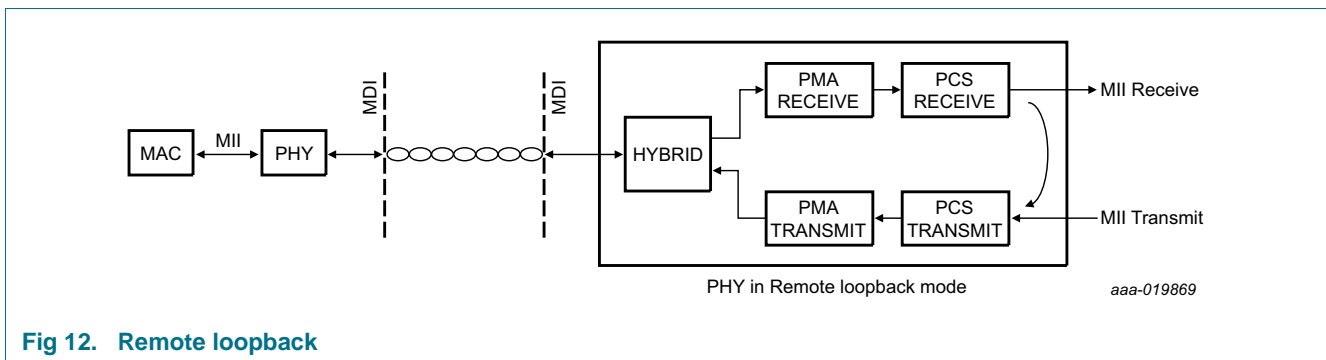 MDI
MDI
MAC
MII
PHY
HYBRID
PMA
RECEIVE
PCS
RECEIVE
MII Receive
PMA
TRANSMIT
PCS
TRANSMIT
MII Transmit
PHY in Remote loopback mode
aaa-019869
Fig 12. Remote loopback